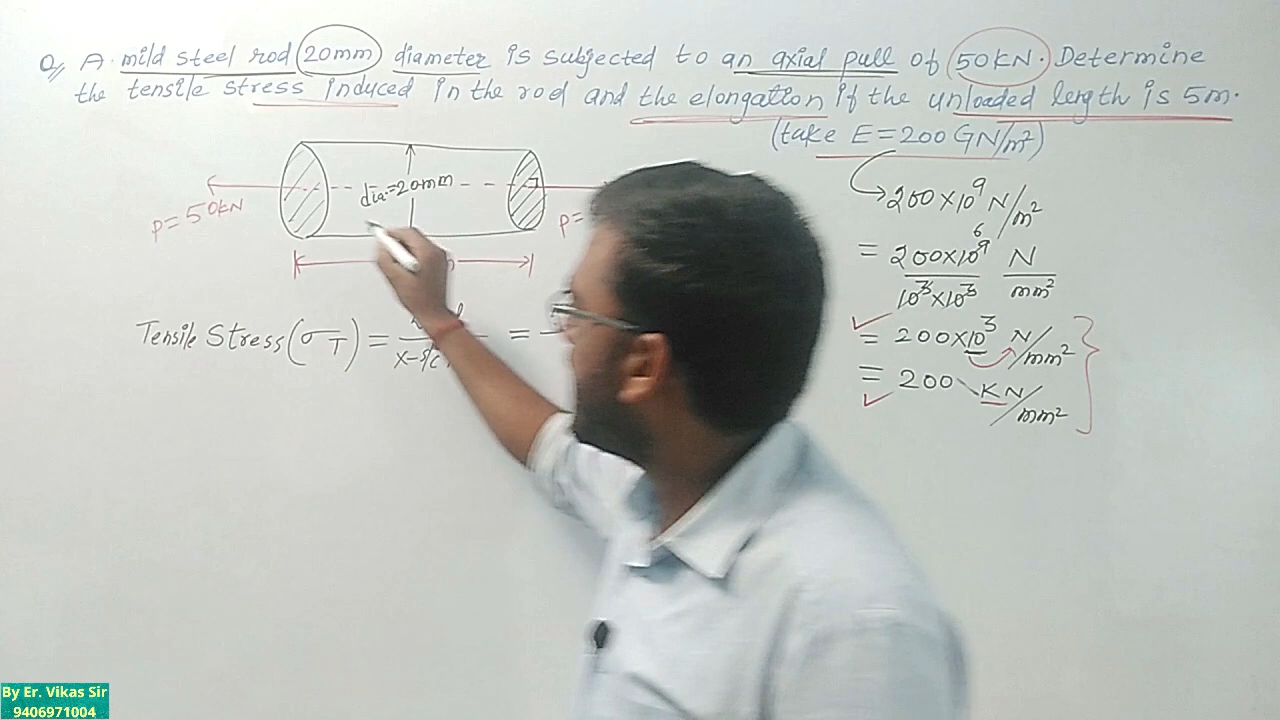 Q, A mild steel rod 20mm diameter is subjected to an axial pull of 50KN. Determine
the tensile stress induced in the rod and the elongation if the unloaded length is 5m.
(take E=200 GN/m²)
dia.=20mm
P=50KN
P=
200×10⁹ N/m²
= 200×10⁹ / 10³×10³ N/mm²
6
= 200×10³ N/mm²
= 200 KN/mm²
Tensile Stress(σT) = =
By Er. Vikas Sir
9406971004